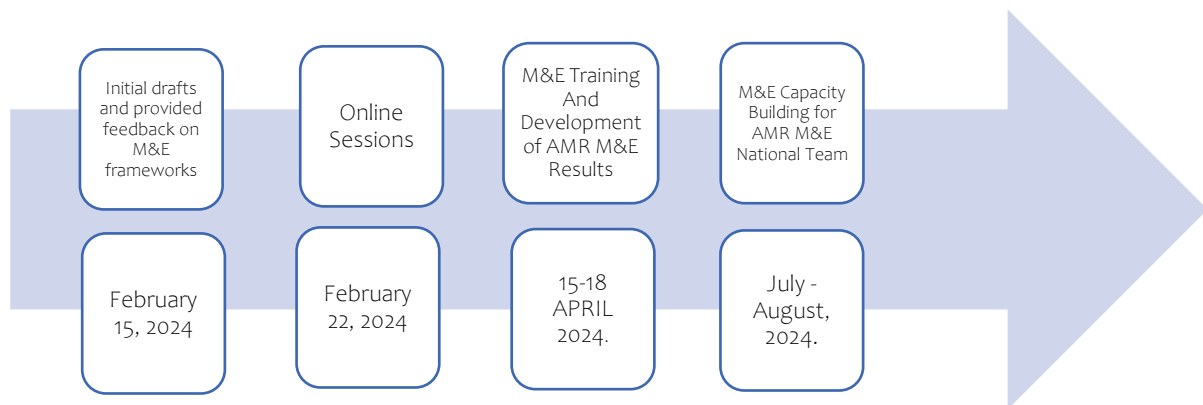 Initial drafts
and provided
feedback on
M&E
frameworks
Online
Sessions
M&E Training
And
Development
of AMR M&E
Results
M&E Capacity
Building for
AMR M&E
National Team
February
15, 2024
February
22, 2024
15-18
APRIL
2024.
July -
August,
2024.